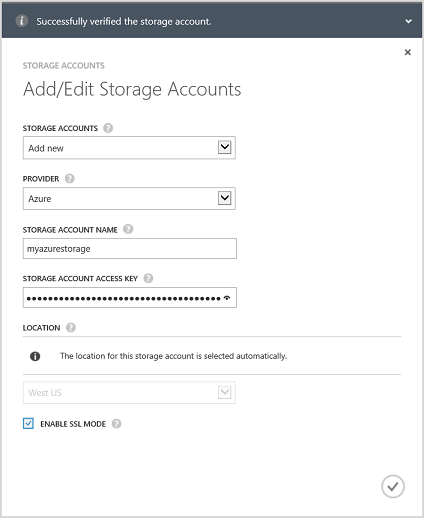 Successfully verified the storage account.
STORAGE ACCOUNTS
Add/Edit Storage Accounts
STORAGE ACCOUNTS
Add new
PROVIDER
Azure
STORAGE ACCOUNT NAME
myazurestorage
STORAGE ACCOUNT ACCESS KEY
LOCATION
The location for this storage account is selected automatically.
West US
ENABLE SSL MODE